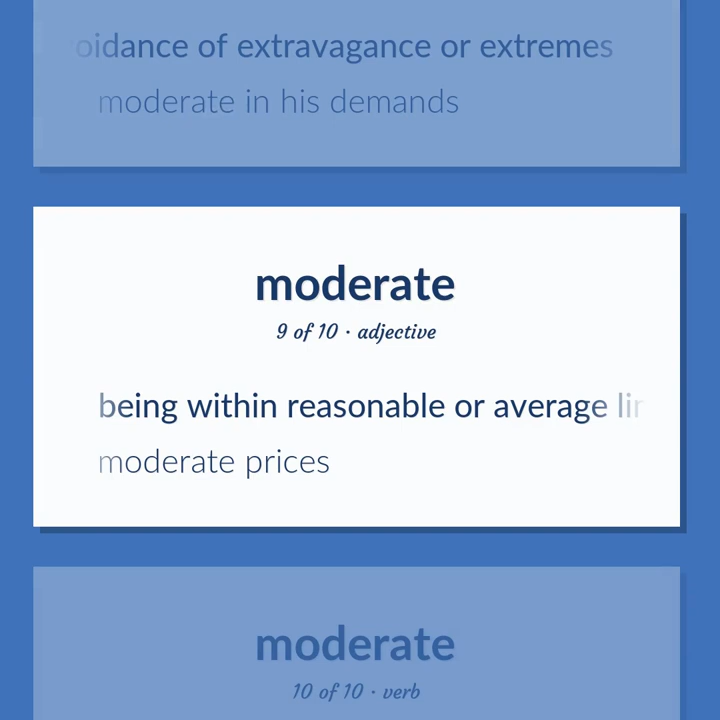 oidance of extravagance or extremes
moderate in his demands
moderate
9 of 10 · adjective
being within reasonable or average
moderate prices
moderate
10 of 10 · verb